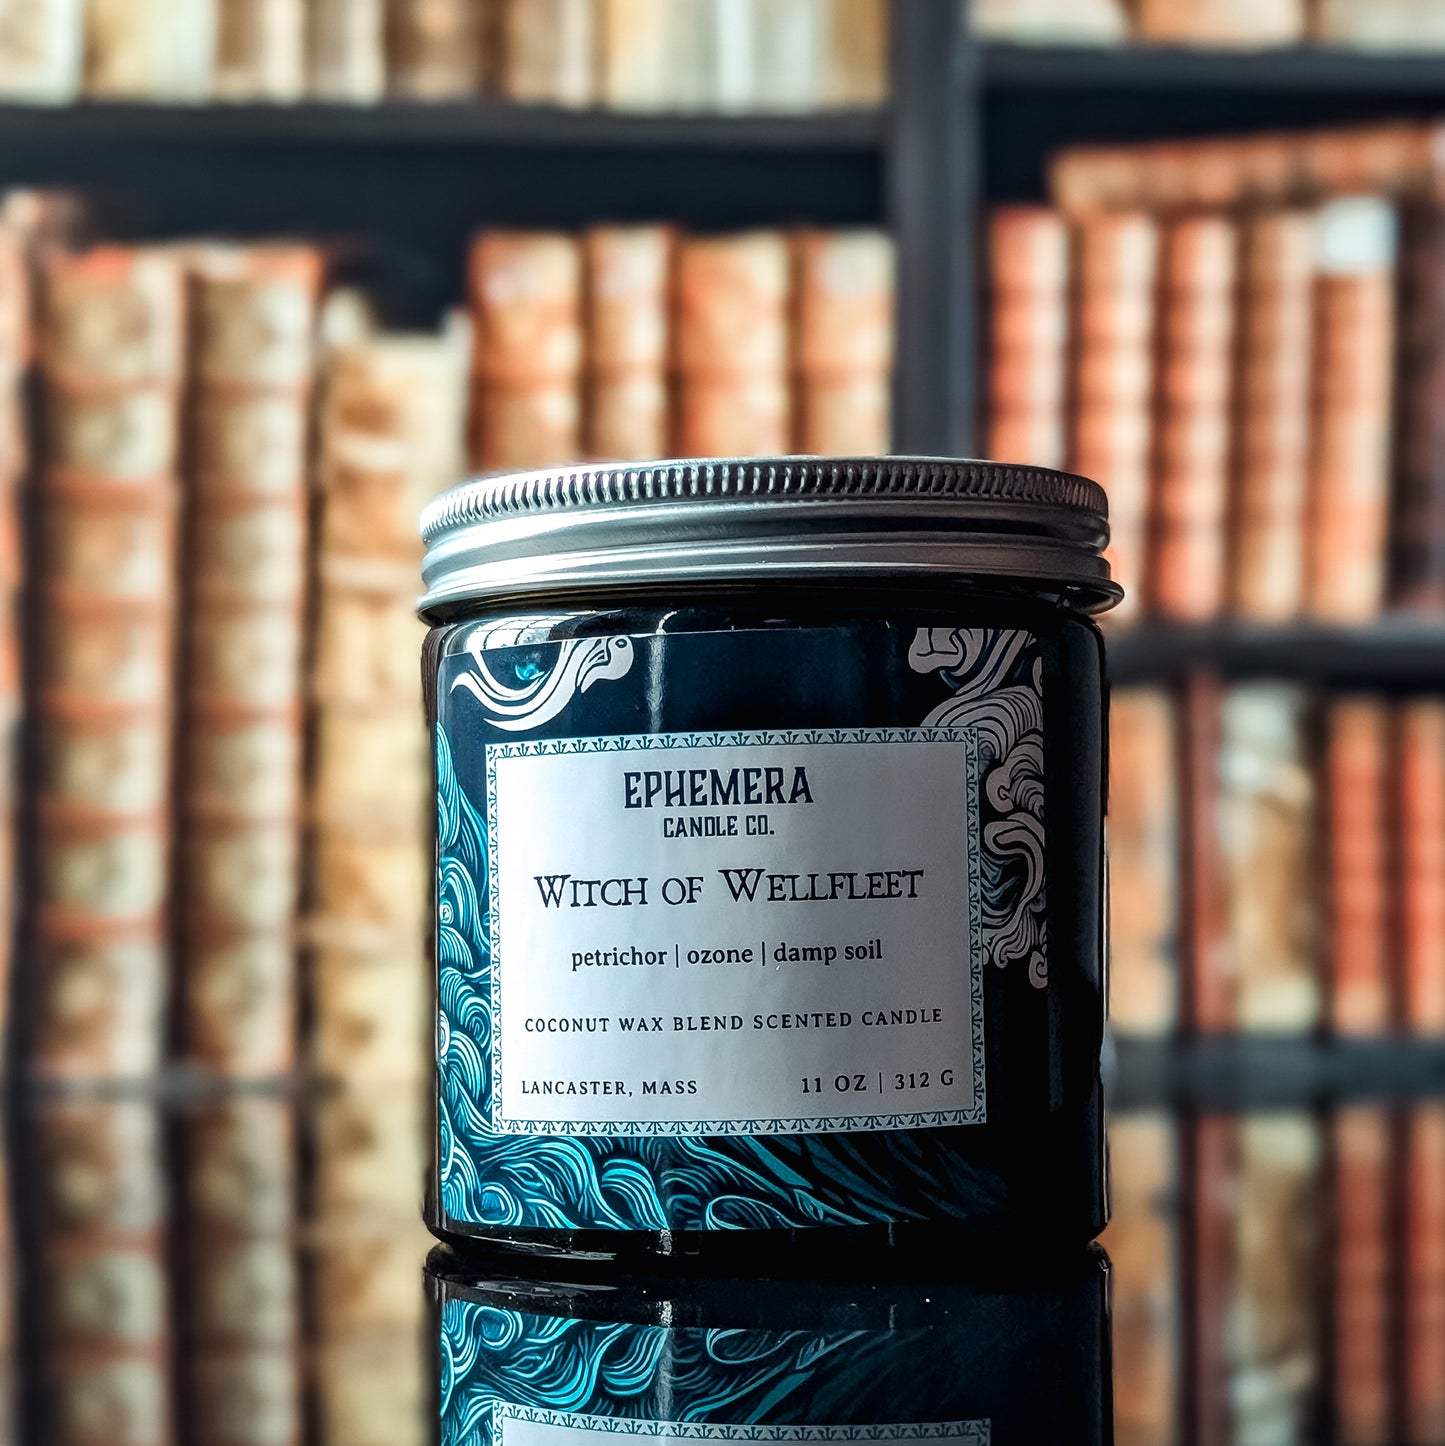 EPHEMERA
CANDLE CO.
WITCH OF WELLFLEET
petrichor | ozone | damp soil
COCONUT WAX BLEND SCENTED CANDLE
LANCASTER, MASS 11 OZ | 312 G